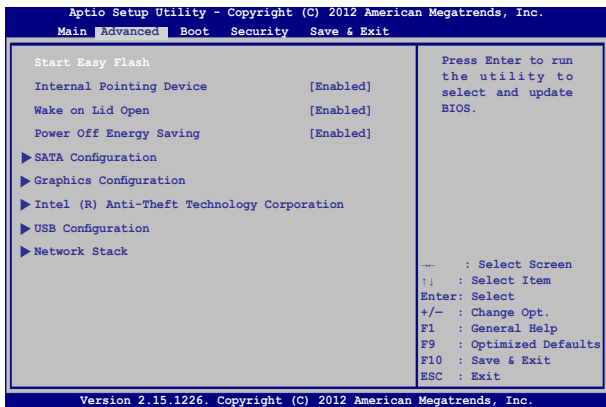 Aptio Setup Utility - Copyright (C) 2012 American Megatrends, Inc.
Main Advanced Boot Security Save & Exit
Start Easy Flash
Internal Pointing Device [Enabled]
Wake on Lid Open [Enabled]
Power Off Energy Saving [Enabled]
SATA Configuration
Graphics Configuration
Intel (R) Anti-Theft Technology Corporation
USB Configuration
Network Stack
Press Enter to run
the utility to
select and update
BIOS.
→← : Select Screen
↑↓ : Select Item
Enter: Select
+/— : Change Opt.
F1 : General Help
F9 : Optimized Defaults
F10 : Save & Exit
ESC : Exit
Version 2.15.1226. Copyright (C) 2012 American Megatrends, Inc.